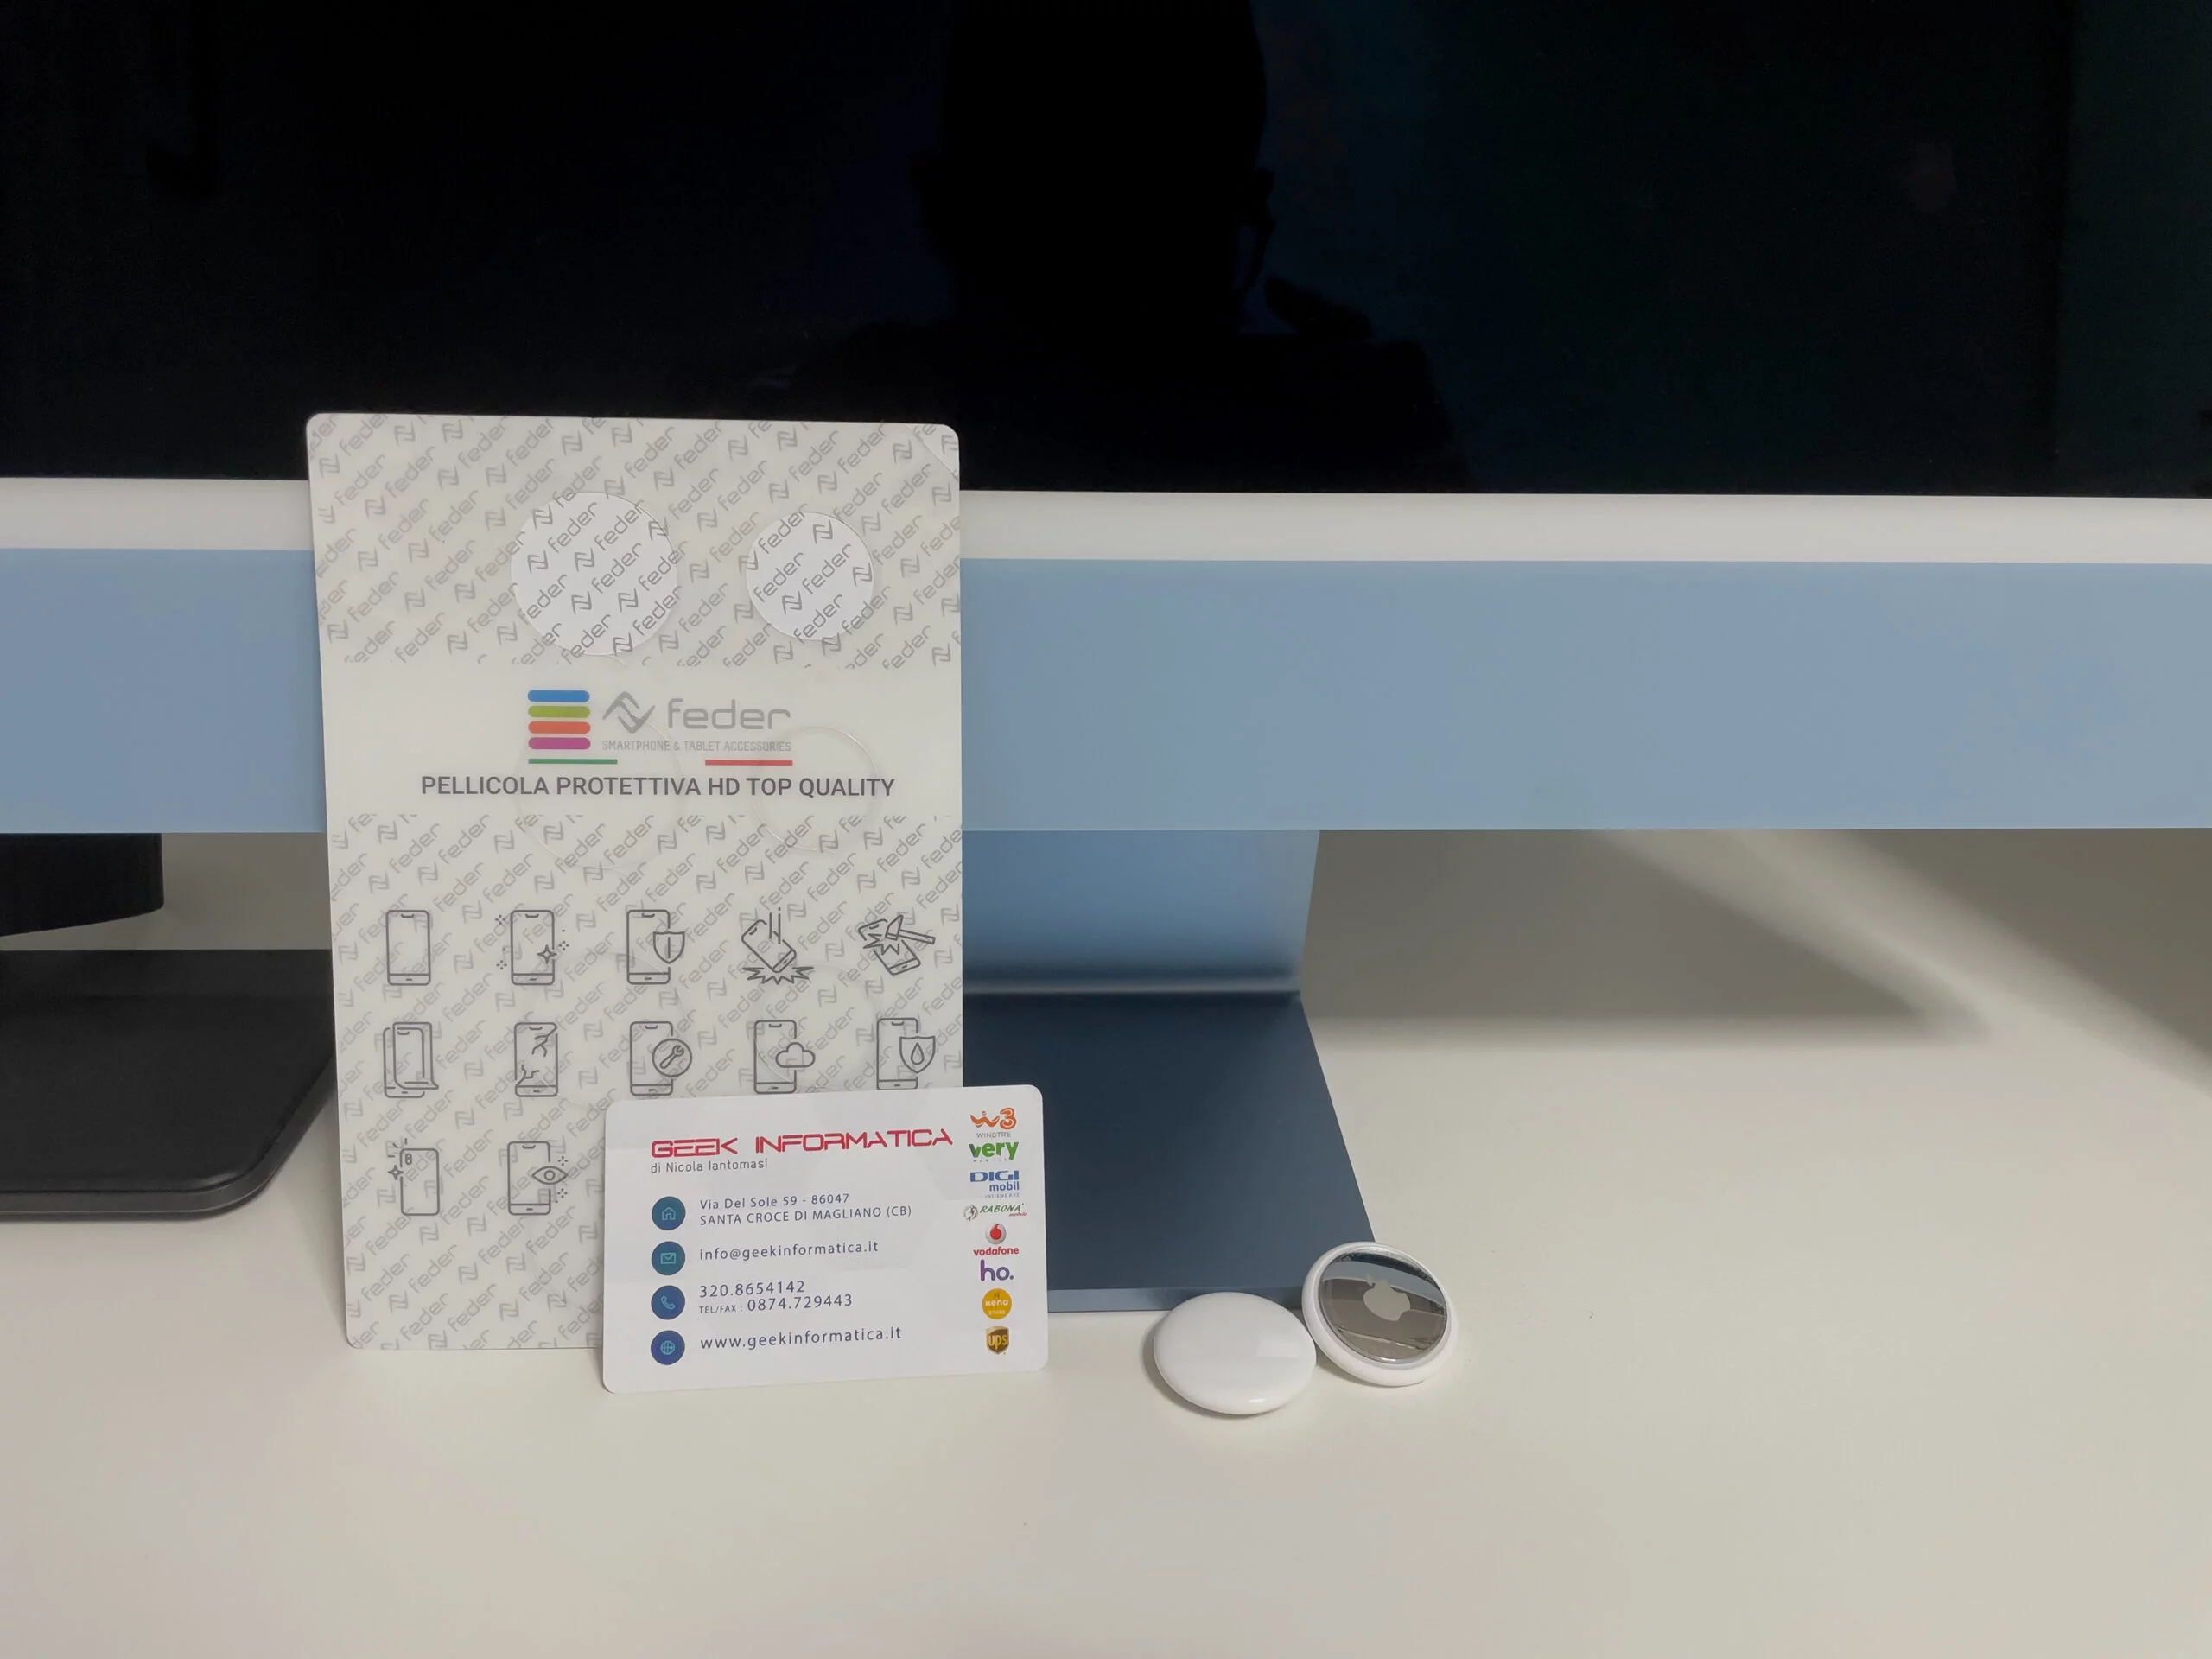 feder
SMARTPHONE & TABLET ACCESSORIES
PELLICOLA PROTETTIVA HD TOP QUALITY
GEEK INFORMATICA
di Nicola Iantomasi
Via Del Sole 59 - 86047
SANTA CROCE DI MAGLIANO (CB)
info@geekinformatica.it
320.8654142
TEL/FAX : 0874.729443
www.geekinformatica.it
W3
WINDTRE
very
DIGI
mobil
RABONA
vodafone
ho.
kena
ups